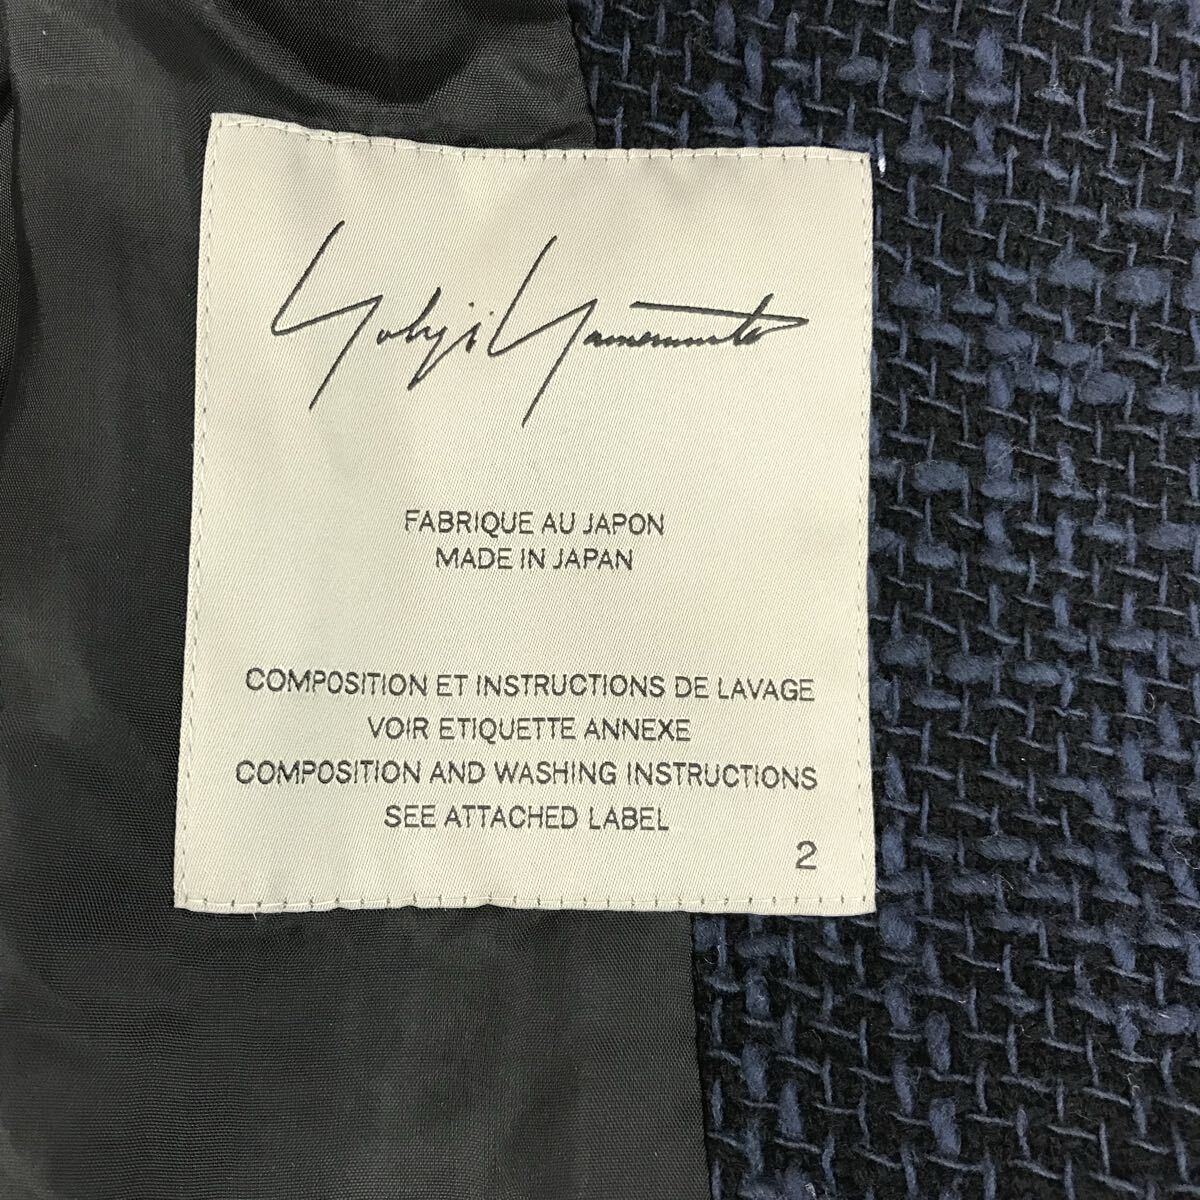 Yohji Yamamoto
FABRIQUE AU JAPON
MADE IN JAPAN
COMPOSITION ET INSTRUCTIONS DE LAVAGE
VOIR ETIQUETTE ANNEXE
COMPOSITION AND WASHING INSTRUCTIONS
SEE ATTACHED LABEL
2